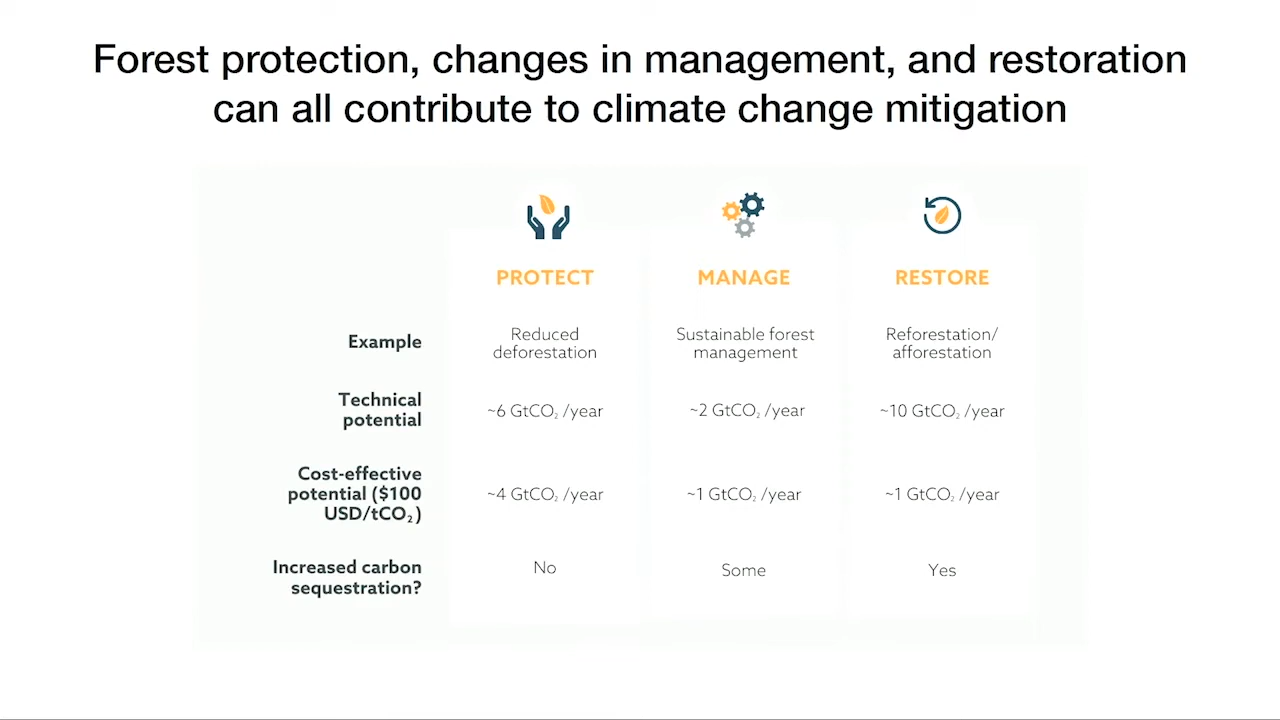 Forest protection, changes in management, and restoration
can all contribute to climate change mitigation
PROTECT
MANAGE
RESTORE
Example
Reduced
deforestation
Sustainable forest
management
Reforestation/
afforestation
Technical
potential
~6 GtCO₂ /year
~2 GtCO₂ /year
~10 GtCO₂ /year
Cost-effective
potential ($100
USD/tCO₂)
~4 GtCO₂ /year
~1 GtCO₂ /year
~1 GtCO₂ /year
Increased carbon
sequestration?
No
Some
Yes